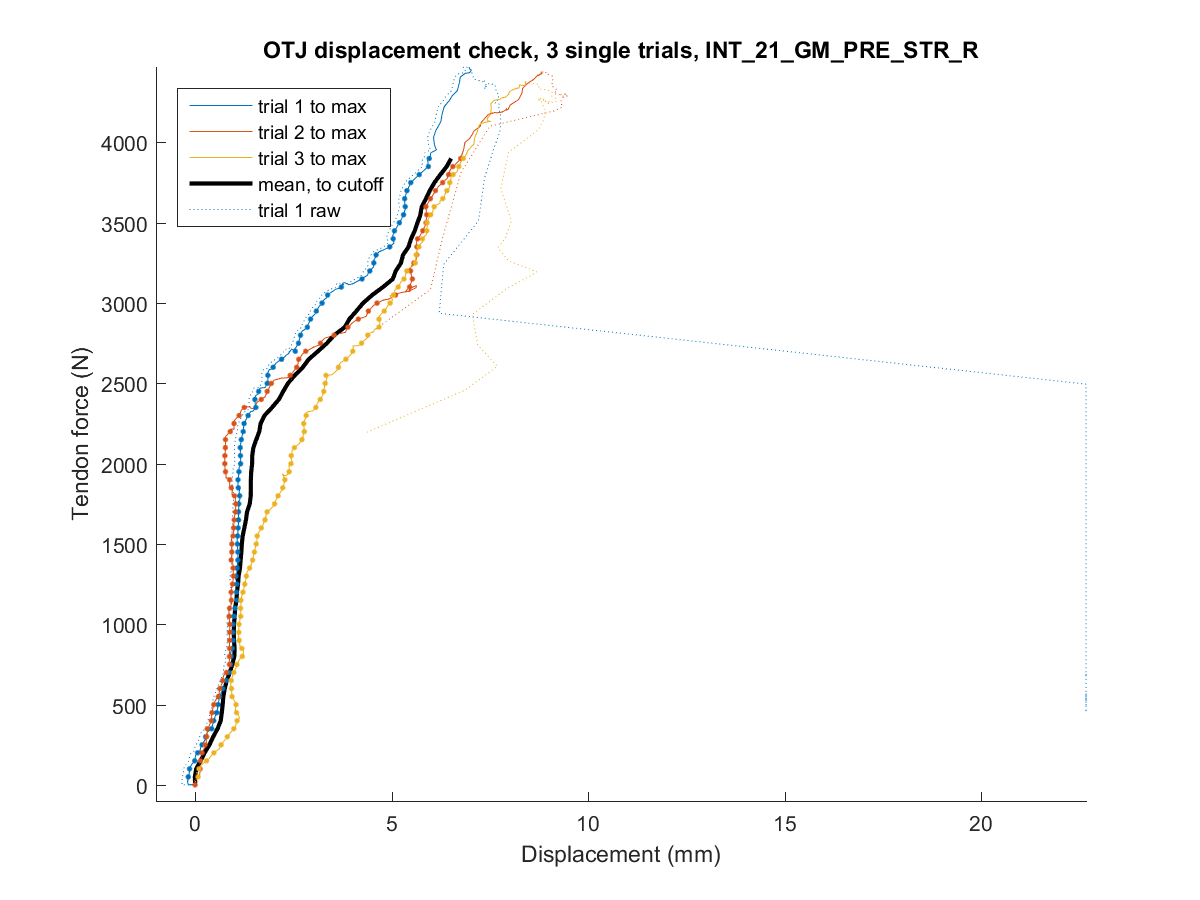 OTJ displacement check, 3 single trials, INT_21_GM_PRE_STR_R
trial 1 to max
trial 2 to max
trial 3 to max
mean, to cutoff
trial 1 raw
4000
3500
3000
2500
2000
1500
1000
500
0
Tendon force (N)
0 5 10 15 20
Displacement (mm)